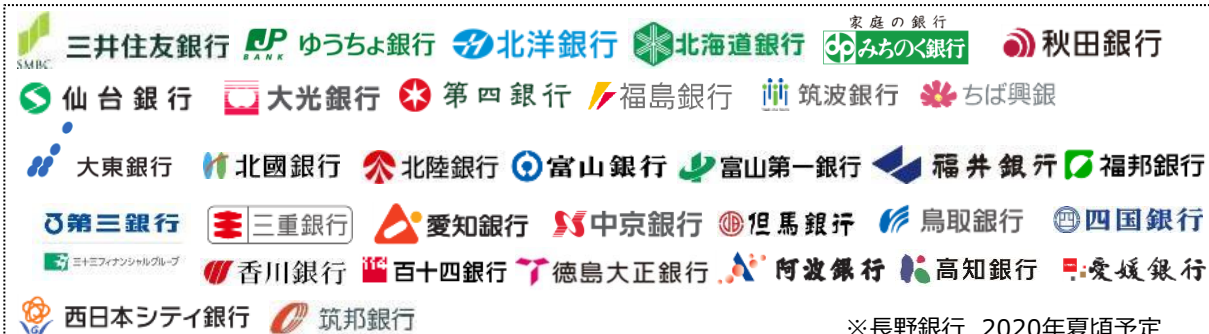 家庭の銀行
SMBC 三井住友銀行 JP BANK ゆうちょ銀行 北洋銀行 北海道銀行 みちのく銀行 秋田銀行
仙台銀行 大光銀行 第四銀行 福島銀行 筑波銀行 ちば興銀
大東銀行 北國銀行 北陸銀行 富山銀行 富山第一銀行 福井銀行 福邦銀行
第三銀行 三重銀行 愛知銀行 中京銀行 但馬銀行 鳥取銀行 四国銀行
三十三フィナンシャルグループ 香川銀行 114 百十四銀行 徳島大正銀行 阿波銀行 高知銀行 愛媛銀行
西日本シティ銀行 筑邦銀行
※長野銀行 2020年夏頃予定